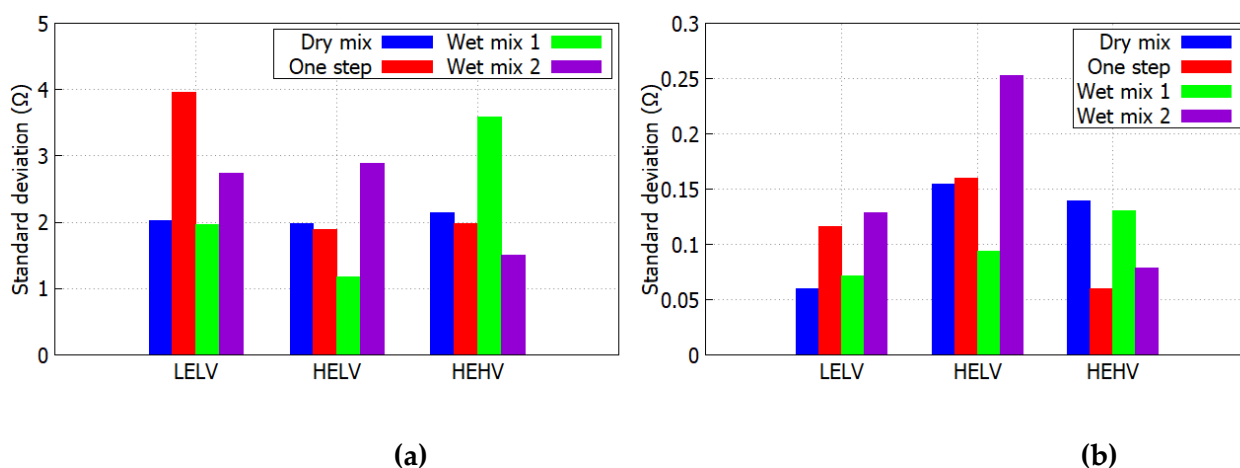 Standard deviation (Ω)
5
4
3
2
1
0
Dry mix Wet mix 1
One step Wet mix 2
LELV HELV HEHV
(a)
Standard deviation (Ω)
0.3
0.25
0.2
0.15
0.1
0.05
0
Dry mix
One step
Wet mix 1
Wet mix 2
LELV HELV HEHV
(b)